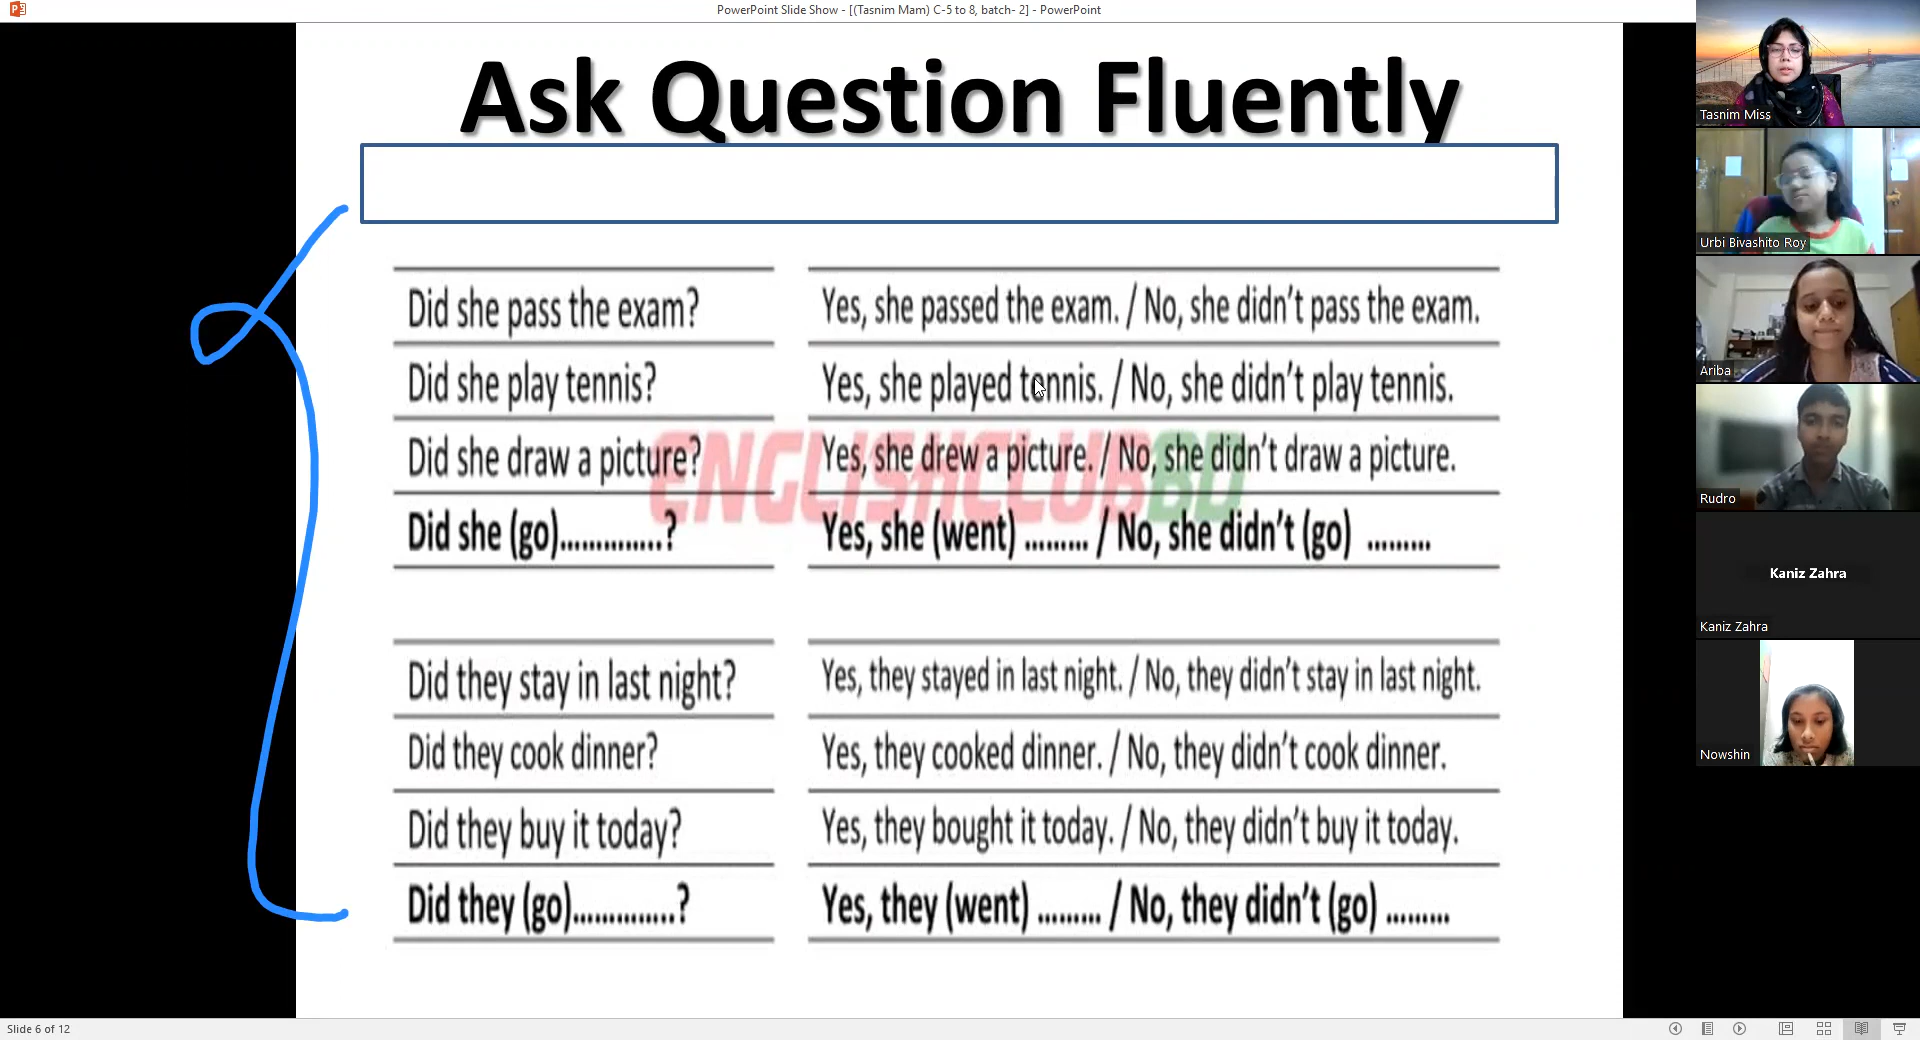 PowerPoint Slide Show - [(Tasnim Mam) C-5 to 8, batch- 2] - PowerPoint
Ask Question Fluently
Did she pass the exam? Yes, she passed the exam. / No, she didn't pass the exam.
Did she play tennis? Yes, she played tennis. / No, she didn't play tennis.
Did she draw a picture? Yes, she drew a picture. / No, she didn't draw a picture.
ENGLISHCLUBBD
Did she (go)..............? Yes, she (went) ......... / No, she didn't (go) .........
Did they stay in last night? Yes, they stayed in last night. / No, they didn't stay in last night.
Did they cook dinner? Yes, they cooked dinner. / No, they didn't cook dinner.
Did they buy it today? Yes, they bought it today. / No, they didn't buy it today.
Did they (go)..............? Yes, they (went) ......... / No, they didn't (go) .........
Tasnim Miss
Urbi Bivashito Roy
Ariba
Rudro
Kaniz Zahra
Kaniz Zahra
Nowshin
Slide 6 of 12